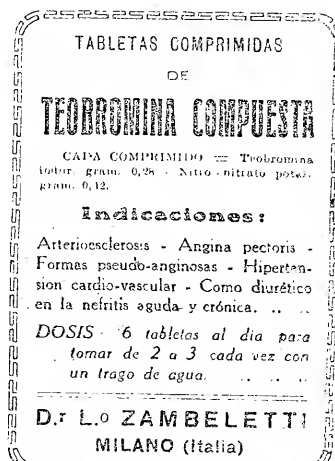 TABLETAS COMPRIMIDAS
DE
TEOBROMINA COMPUESTA
CADA COMPRIMIDO = Teobromina
iodur. gram. 0,28 - Nitro-nitrato potas.
gram. 0,12.
Indicaciones:
Arterioesclerosis - Angina pectoris -
Formas pseudo-anginosas - Hiperten-
sion cardio-vascular - Como diurético
en la nefritis aguda y crónica. .. ..
DOSIS - 6 tabletas al dia para
tomar de 2 a 3 cada vez con
un trago de agua. .. .. ..
D.r L.o ZAMBELETTI
MILANO (Italia)